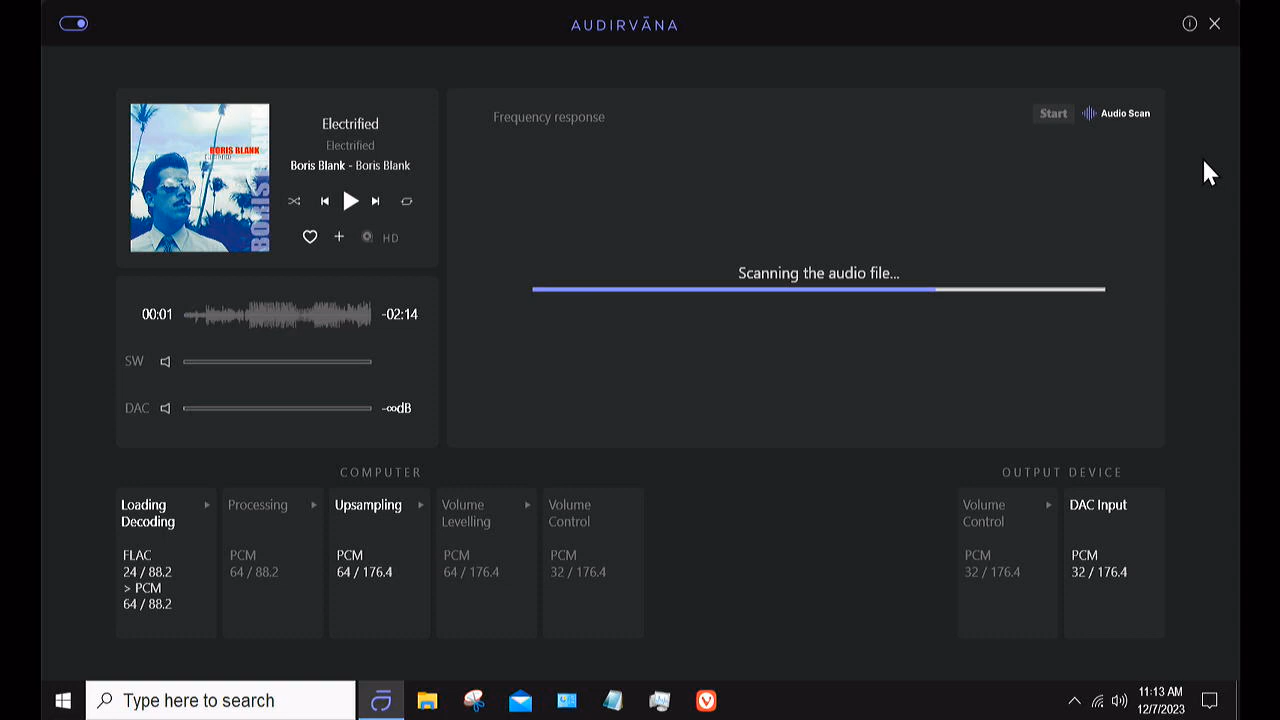 AUDIRVĀNA
Electrified
Electrified
Boris Blank - Boris Blank
HD
BORIS BLANK
BORIS
00:01
-02:14
SW
DAC
-∞dB
Frequency response
Start
Audio Scan
Scanning the audio file...
COMPUTER
OUTPUT DEVICE
Loading
Decoding
FLAC
24 / 88.2
> PCM
64 / 88.2
Processing
PCM
64 / 88.2
Upsampling
PCM
64 / 176.4
Volume
Levelling
PCM
64 / 176.4
Volume
Control
PCM
32 / 176.4
Volume
Control
PCM
32 / 176.4
DAC Input
PCM
32 / 176.4
Type here to search
11:13 AM
12/7/2023